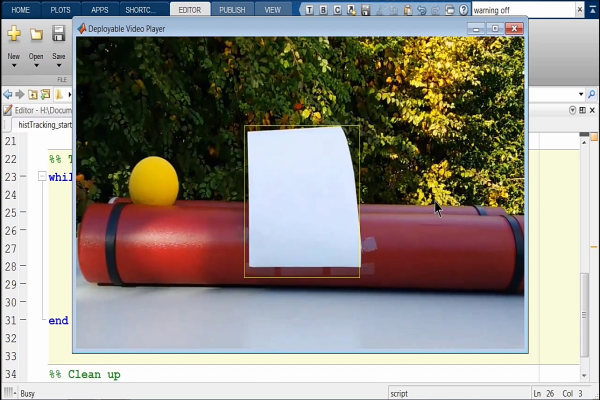 HOME PLOTS APPS SHORTC... EDITOR PUBLISH VIEW
warning off
Deployable Video Player
New Open Save
FILE
Editor - H:\Docum
histTracking_start
21
22 %% T
23 whil
24
25
26
27
28
29
30
31 end
32
33
34 %% Clean up
Busy script Ln 26 Col 3